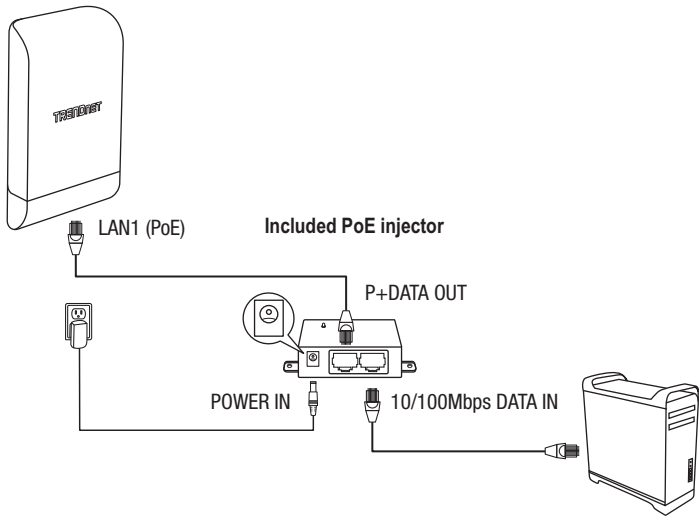 TRENDNET
LAN1 (PoE)
Included PoE injector
P+DATA OUT
POWER IN
10/100Mbps DATA IN